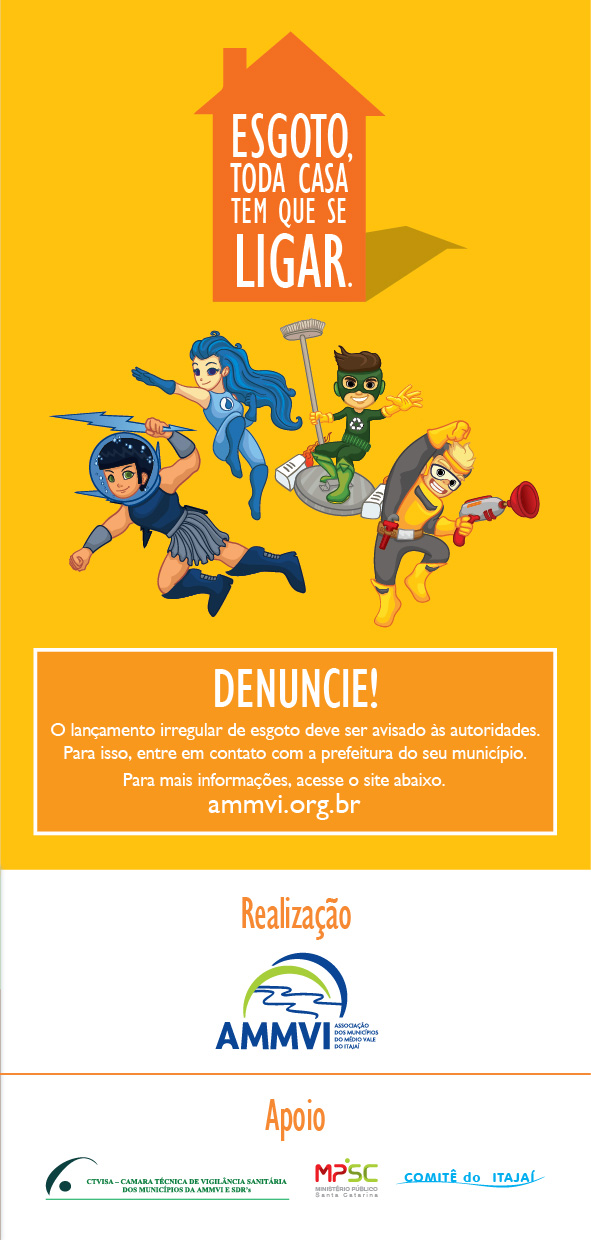 ESGOTO,
TODA CASA
TEM QUE SE
LIGAR.
DENUNCIE!
O lançamento irregular de esgoto deve ser avisado às autoridades.
Para isso, entre em contato com a prefeitura do seu município.
Para mais informações, acesse o site abaixo.
ammvi.org.br
Realização
AMMVI
ASSOCIAÇÃO
DOS MUNICÍPIOS
DO MÉDIO VALE
DO ITAJAÍ
Apoio
CTVISA – CAMARA TÉCNICA DE VIGILÂNCIA SANITÁRIA
DOS MUNICÍPIOS DA AMMVI E SDR's
MPSC
MINISTÉRIO PÚBLICO
Santa Catarina
COMITÊ do ITAJAÍ